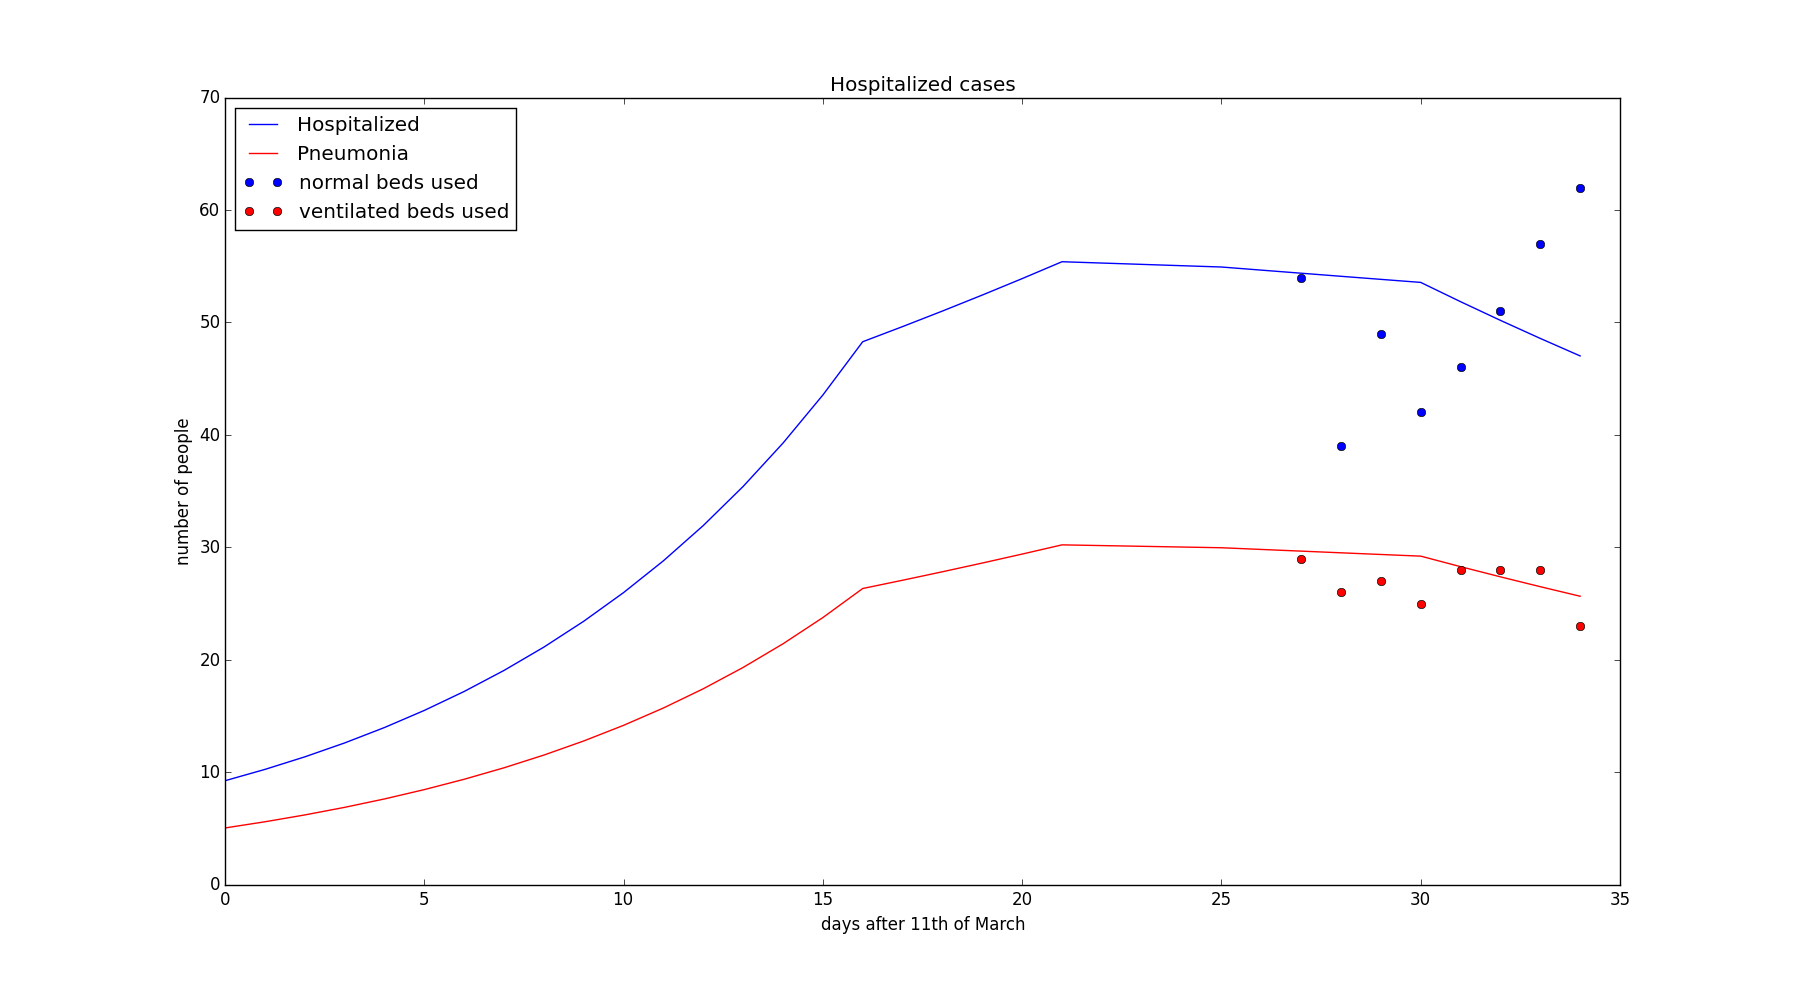 Hospitalized cases
70
60
50
40
30
20
10
0
number of people
Hospitalized
Pneumonia
normal beds used
ventilated beds used
0 5 10 15 20 25 30 35
days after 11th of March